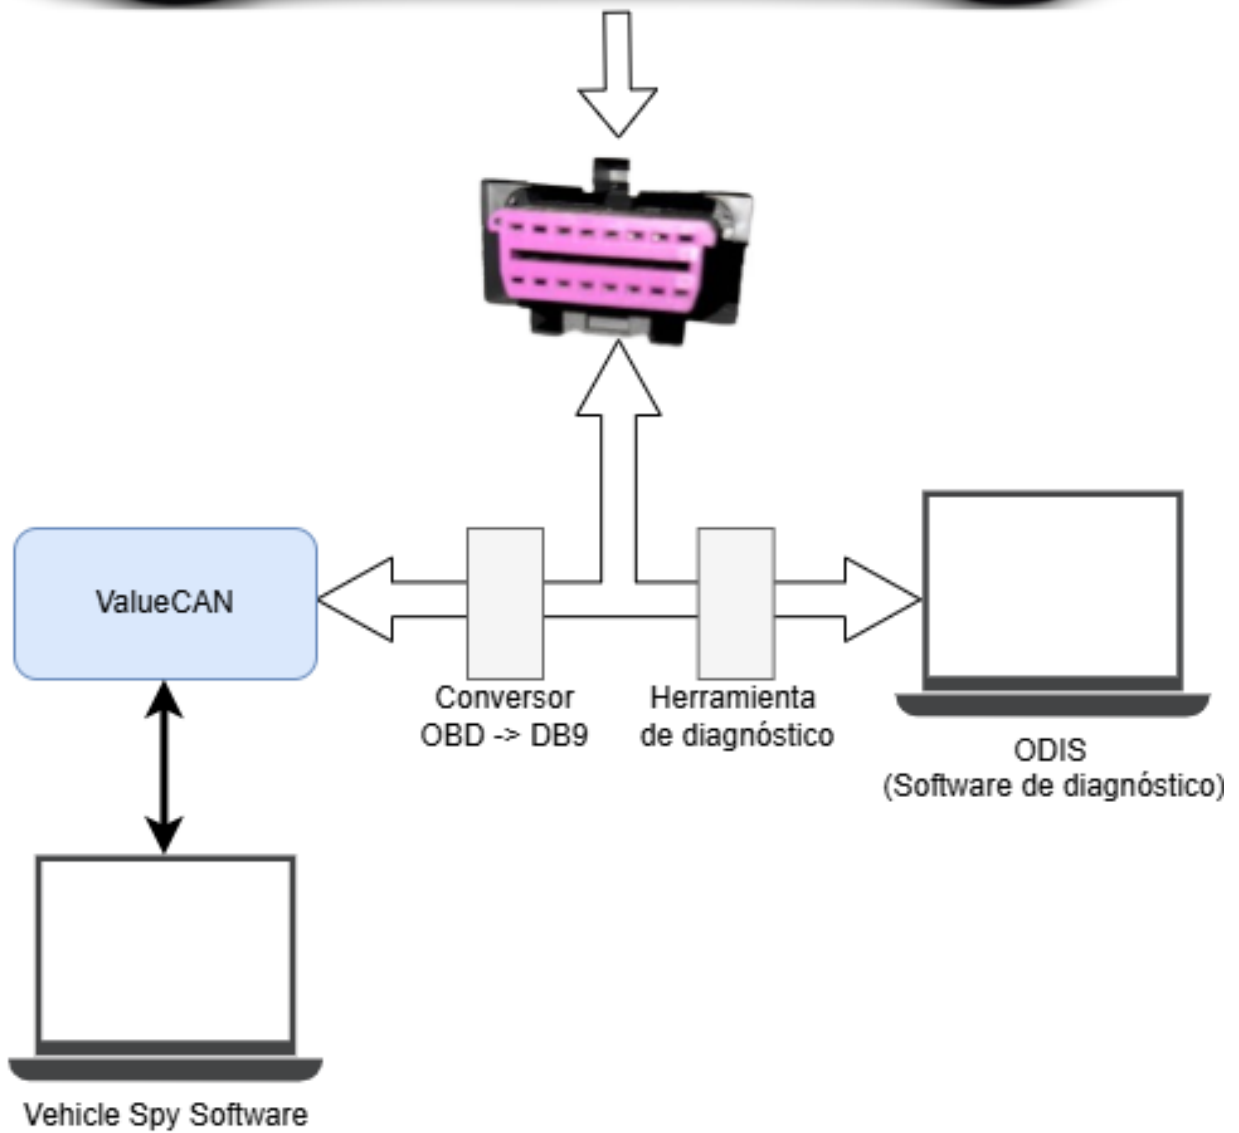 ValueCAN
Conversor
OBD -> DB9
Herramienta
de diagnóstico
ODIS
(Software de diagnóstico)
Vehicle Spy Software